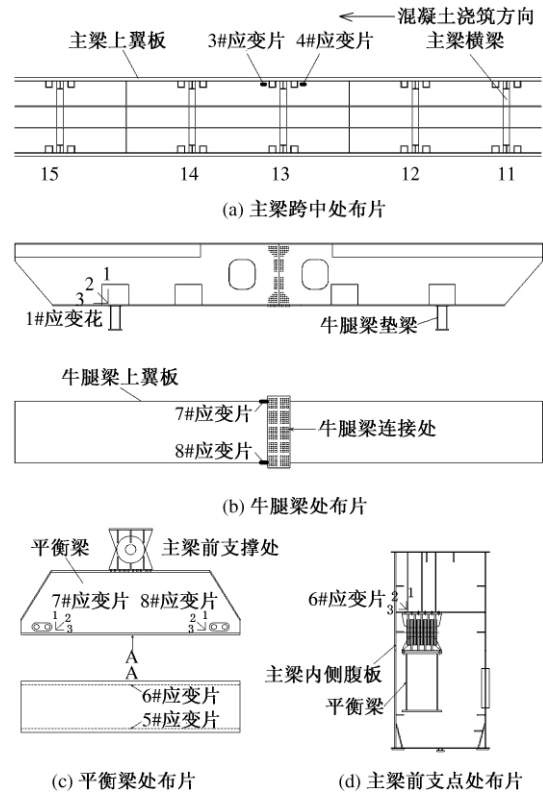 混凝土浇筑方向
主梁上翼板 3#应变片 4#应变片 主梁横梁
15 14 13 12 11
(a) 主梁跨中处布片
1
2
3
1#应变花 牛腿梁垫梁
牛腿梁上翼板
7#应变片
牛腿梁连接处
8#应变片
(b) 牛腿梁处布片
平衡梁 主梁前支撑处
7#应变片 8#应变片
1 2 3 2 1 3
A
A
6#应变片
5#应变片
(c) 平衡梁处布片
6#应变片 2 1 3
主梁内侧腹板
平衡梁
(d) 主梁前支点处布片